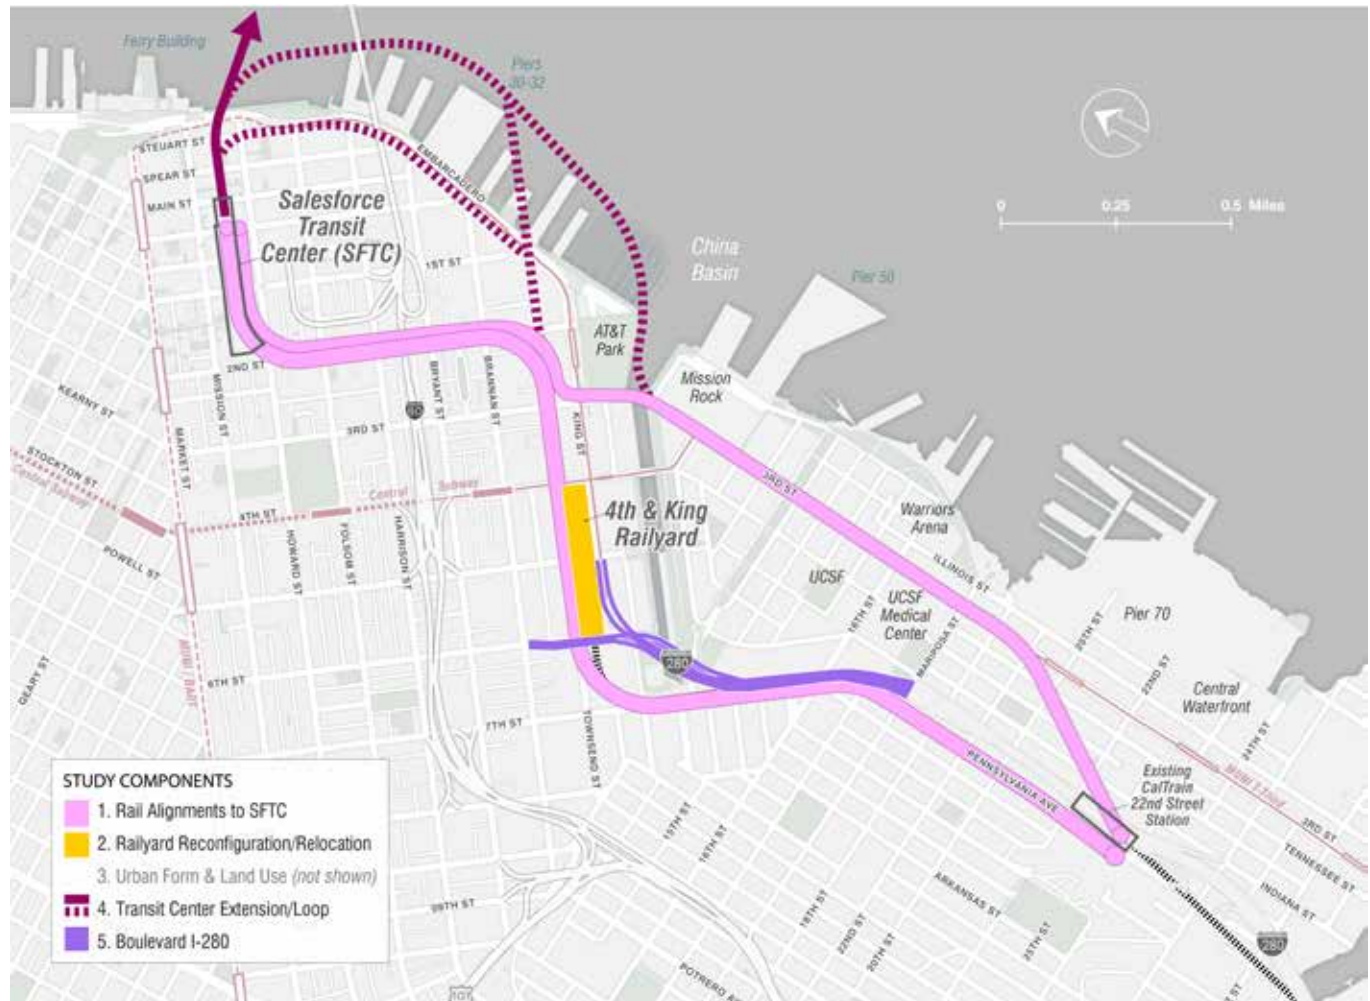 Ferry Building
Piers
30-32
STEUART ST
SPEAR ST
MAIN ST
EMBARCADERO
Salesforce
Transit
Center (SFTC)
0
0.25
0.5 Miles
China
Basin
Pier 50
1ST ST
AT&T
Park
2ND ST
MISSION ST
BRYANT ST
BRANNAN ST
Mission
Rock
KEARNY ST
80
3RD ST
KING ST
MARKET ST
STOCKTON ST
Central Subway
Central Subway
3RD ST
4TH ST
4th & King
Railyard
Warriors
Arena
HOWARD ST
FOLSOM ST
HARRISON ST
POWELL ST
ILLINOIS ST
UCSF
16TH ST
UCSF
Medical
Center
MARIPOSA ST
20TH ST
Pier 70
22ND ST
GEARY ST
MUNI / BART
6TH ST
280
Central
Waterfront
24TH ST
7TH ST
TOWNSEND ST
PENNSYLVANIA AVE
Existing
CalTrain
22nd Street
Station
MUNI T-Third
3RD ST
TENNESSEE ST
INDIANA ST
280
15TH ST
16TH ST
ARKANSAS ST
18TH ST
22ND ST
20TH ST
25TH ST
POTRERO AV
101
STUDY COMPONENTS
1. Rail Alignments to SFTC
2. Railyard Reconfiguration/Relocation
3. Urban Form & Land Use (not shown)
4. Transit Center Extension/Loop
5. Boulevard I-280